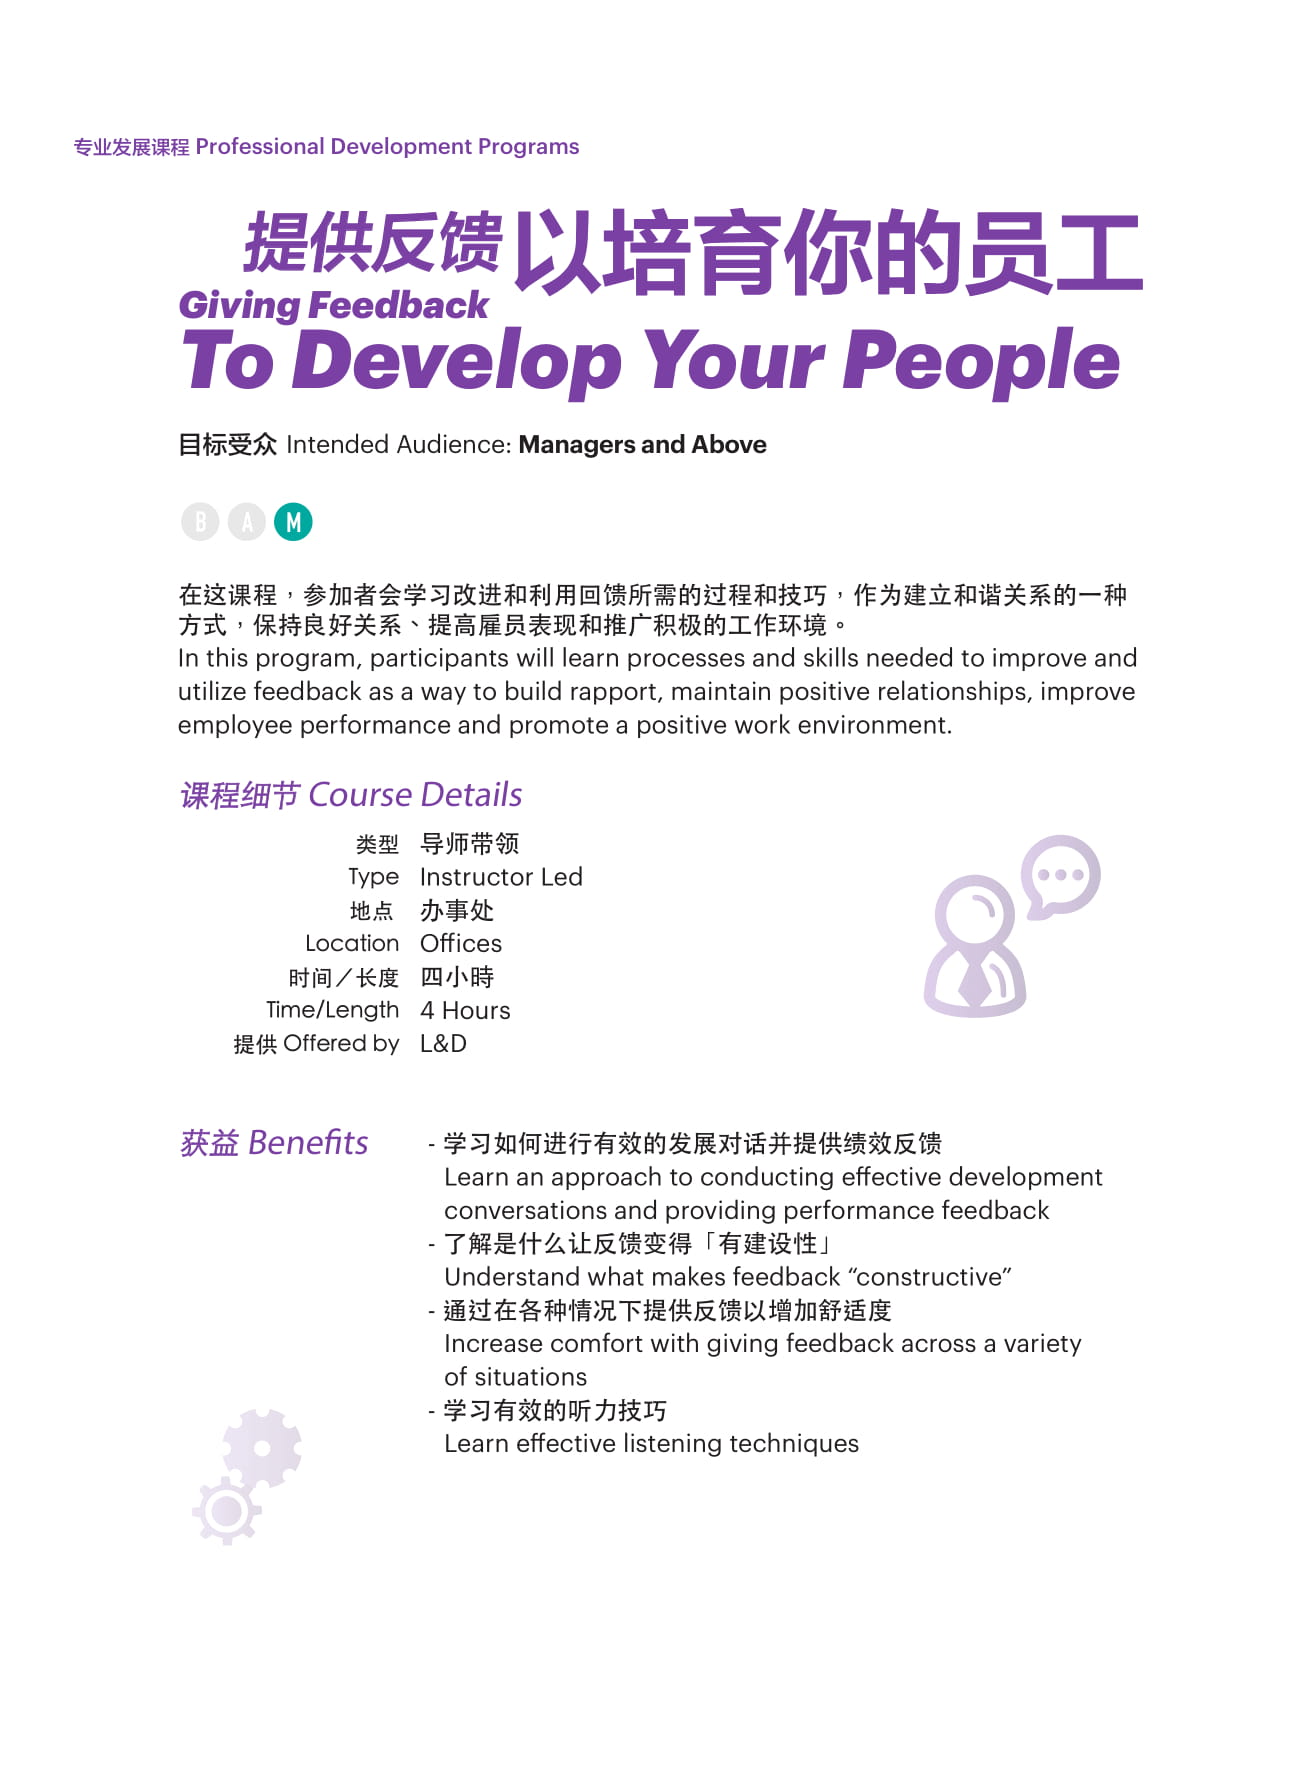 专业发展课程 Professional Development Programs
提供反馈以培育你的员工
Giving Feedback
To Develop Your People
目标受众 Intended Audience: Managers and Above
B A M
在这课程，参加者会学习改进和利用回馈所需的过程和技巧，作为建立和谐关系的一种
方式，保持良好关系、提高雇员表现和推广积极的工作环境。
In this program, participants will learn processes and skills needed to improve and
utilize feedback as a way to build rapport, maintain positive relationships, improve
employee performance and promote a positive work environment.
课程细节 Course Details
类型 导师带领
Type Instructor Led
地点 办事处
Location Offices
时间／长度 四小時
Time/Length 4 Hours
提供 Offered by L&D
获益 Benefits
- 学习如何进行有效的发展对话并提供绩效反馈
Learn an approach to conducting effective development
conversations and providing performance feedback
- 了解是什么让反馈变得「有建设性」
Understand what makes feedback “constructive”
- 通过在各种情况下提供反馈以增加舒适度
Increase comfort with giving feedback across a variety
of situations
- 学习有效的听力技巧
Learn effective listening techniques